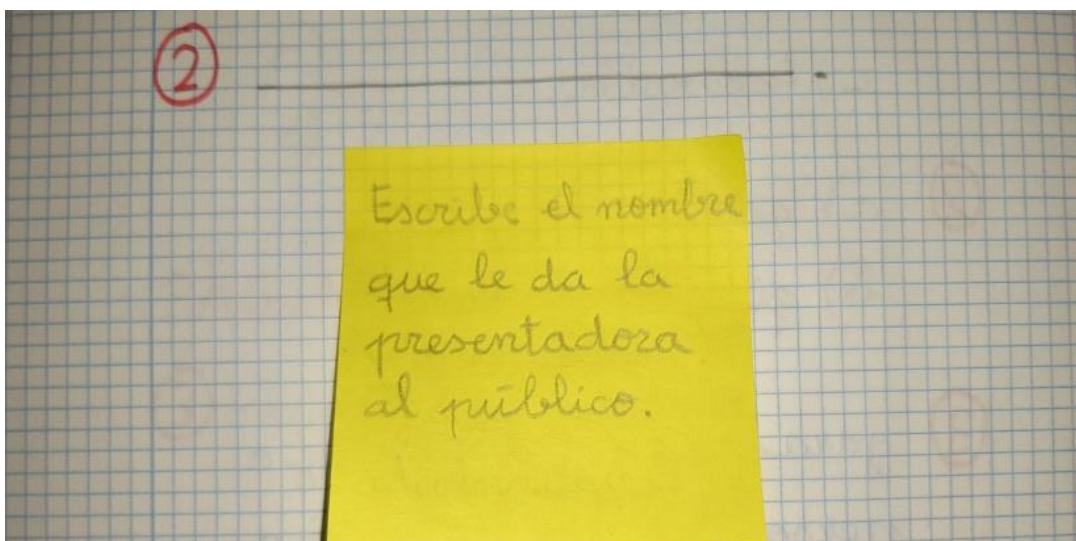 2 .
Escribe el nombre
que le da la
presentadora
al público.